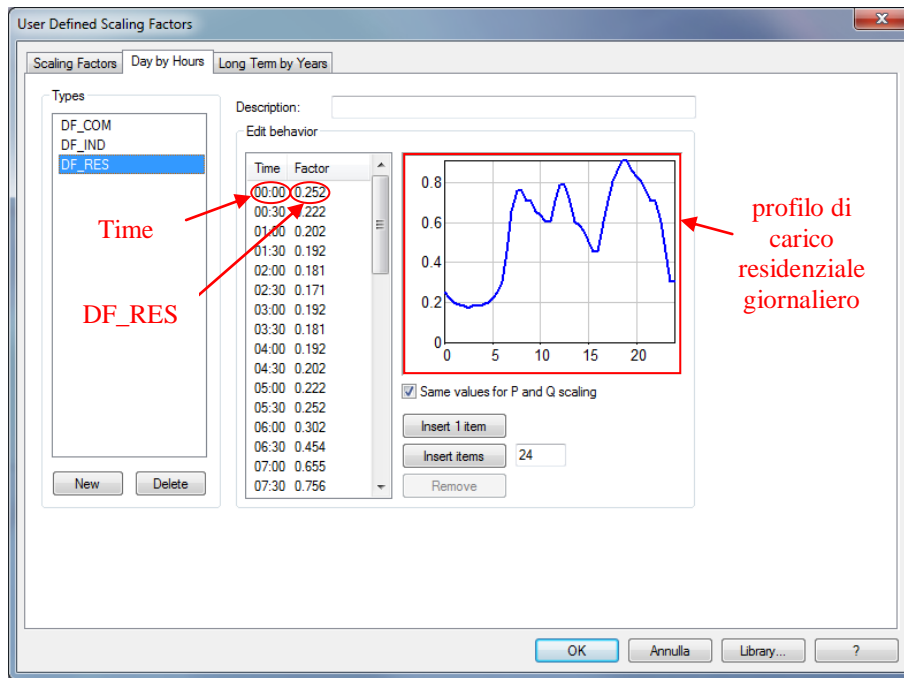 User Defined Scaling Factors
Scaling Factors Day by Hours Long Term by Years
Types
DF_COM
DF_IND
DF_RES
New Delete
Description:
Edit behavior
Time Factor
00:00 0.252
00:30 0.222
01:00 0.202
01:30 0.192
02:00 0.181
02:30 0.171
03:00 0.192
03:30 0.181
04:00 0.192
04:30 0.202
05:00 0.222
05:30 0.252
06:00 0.302
06:30 0.454
07:00 0.655
07:30 0.756
0.8
0.6
0.4
0.2
0
0 5 10 15 20
Same values for P and Q scaling
Insert 1 item
Insert items 24
Remove
Time
DF_RES
profilo di
carico
residenziale
giornaliero
OK Annulla Library... ?